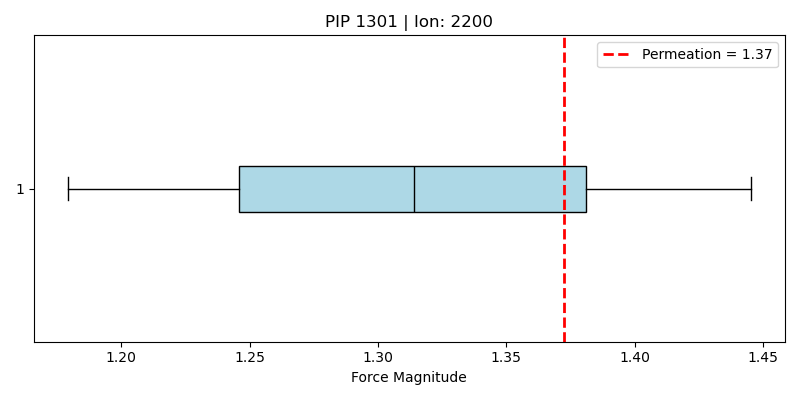 PIP 1301 | Ion: 2200
Permeation = 1.37
1
1.20 1.25 1.30 1.35 1.40 1.45
Force Magnitude